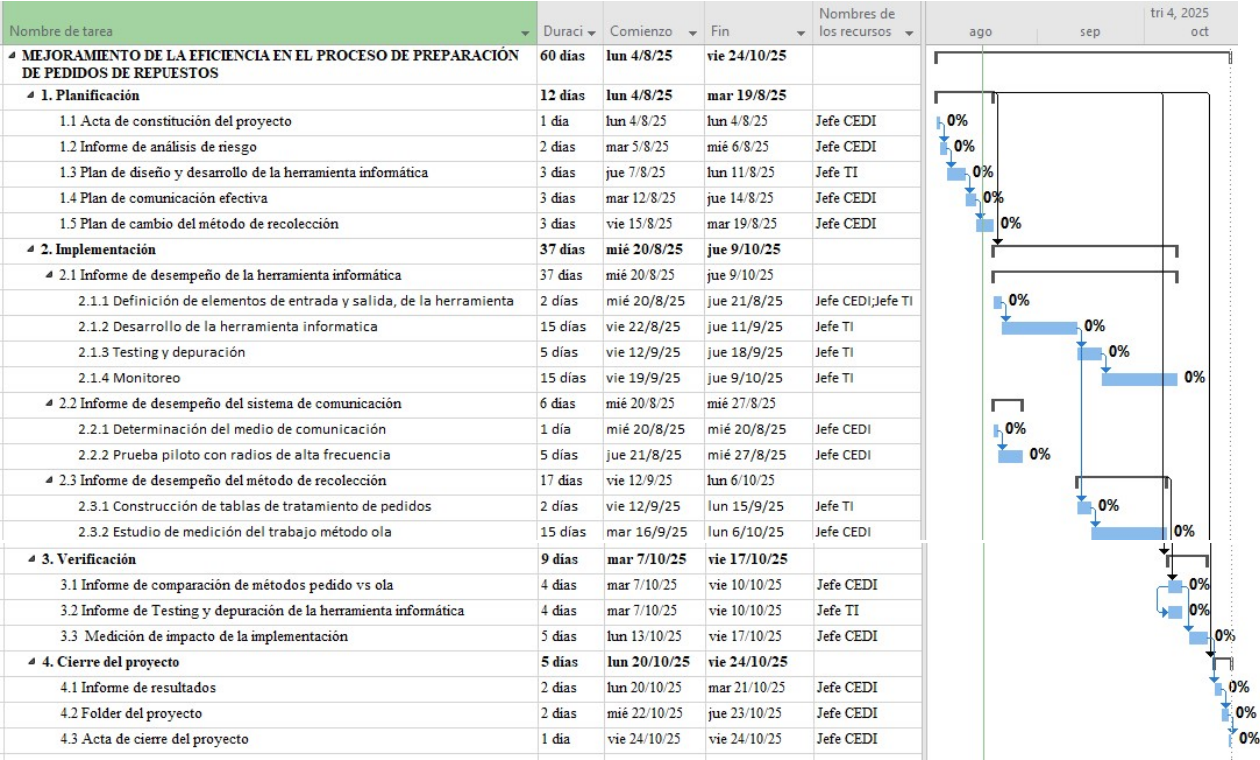 Nombre de tarea Duraci Comienzo Fin Nombres de los recursos tri 4, 2025
ago sep oct
MEJORAMIENTO DE LA EFICIENCIA EN EL PROCESO DE PREPARACIÓN DE PEDIDOS DE REPUESTOS 60 días lun 4/8/25 vie 24/10/25
1. Planificación 12 días lun 4/8/25 mar 19/8/25
1.1 Acta de constitución del proyecto 1 día lun 4/8/25 lun 4/8/25 Jefe CEDI 0%
1.2 Informe de análisis de riesgo 2 días mar 5/8/25 mié 6/8/25 Jefe CEDI 0%
1.3 Plan de diseño y desarrollo de la herramienta informática 3 días jue 7/8/25 lun 11/8/25 Jefe TI 0%
1.4 Plan de comunicación efectiva 3 días mar 12/8/25 jue 14/8/25 Jefe CEDI 0%
1.5 Plan de cambio del método de recolección 3 días vie 15/8/25 mar 19/8/25 Jefe CEDI 0%
2. Implementación 37 días mié 20/8/25 jue 9/10/25
2.1 Informe de desempeño de la herramienta informática 37 días mié 20/8/25 jue 9/10/25
2.1.1 Definición de elementos de entrada y salida, de la herramienta 2 días mié 20/8/25 jue 21/8/25 Jefe CEDI;Jefe TI 0%
2.1.2 Desarrollo de la herramienta informatica 15 días vie 22/8/25 jue 11/9/25 Jefe TI 0%
2.1.3 Testing y depuración 5 días vie 12/9/25 jue 18/9/25 Jefe TI 0%
2.1.4 Monitoreo 15 días vie 19/9/25 jue 9/10/25 Jefe TI 0%
2.2 Informe de desempeño del sistema de comunicación 6 días mié 20/8/25 mié 27/8/25
2.2.1 Determinación del medio de comunicación 1 día mié 20/8/25 mié 20/8/25 Jefe CEDI 0%
2.2.2 Prueba piloto con radios de alta frecuencia 5 días jue 21/8/25 mié 27/8/25 Jefe CEDI 0%
2.3 Informe de desempeño del método de recolección 17 días vie 12/9/25 lun 6/10/25
2.3.1 Construcción de tablas de tratamiento de pedidos 2 días vie 12/9/25 lun 15/9/25 Jefe TI 0%
2.3.2 Estudio de medición del trabajo método ola 15 días mar 16/9/25 lun 6/10/25 Jefe CEDI 0%
3. Verificación 9 días mar 7/10/25 vie 17/10/25
3.1 Informe de comparación de métodos pedido vs ola 4 días mar 7/10/25 vie 10/10/25 Jefe CEDI 0%
3.2 Informe de Testing y depuración de la herramienta informática 4 días mar 7/10/25 vie 10/10/25 Jefe TI 0%
3.3 Medición de impacto de la implementación 5 días lun 13/10/25 vie 17/10/25 Jefe CEDI 0%
4. Cierre del proyecto 5 días lun 20/10/25 vie 24/10/25
4.1 Informe de resultados 2 días lun 20/10/25 mar 21/10/25 Jefe CEDI 0%
4.2 Folder del proyecto 2 días mié 22/10/25 jue 23/10/25 Jefe CEDI 0%
4.3 Acta de cierre del proyecto 1 día vie 24/10/25 vie 24/10/25 Jefe CEDI 0%